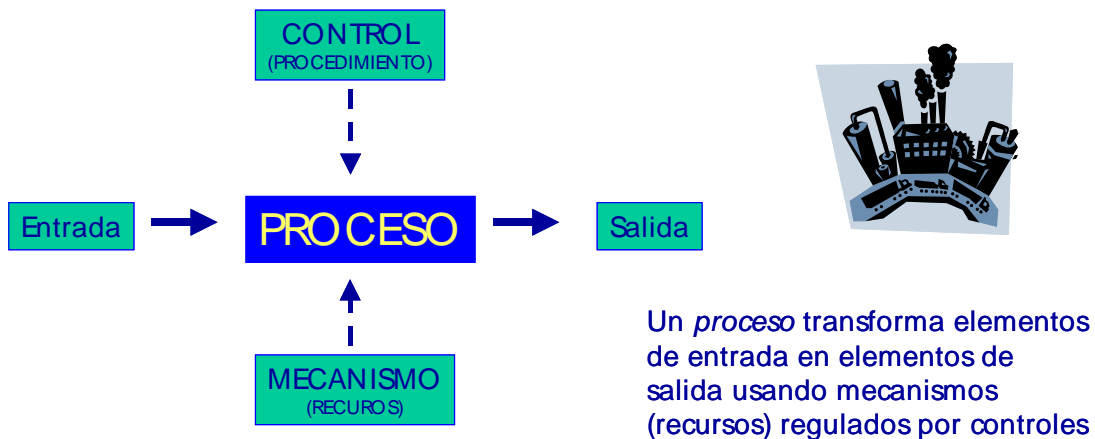 CONTROL
(PROCEDIMIENTO)
Entrada
PROCESO
Salida
MECANISMO
(RECUROS)
Un proceso transforma elementos
de entrada en elementos de
salida usando mecanismos
(recursos) regulados por controles